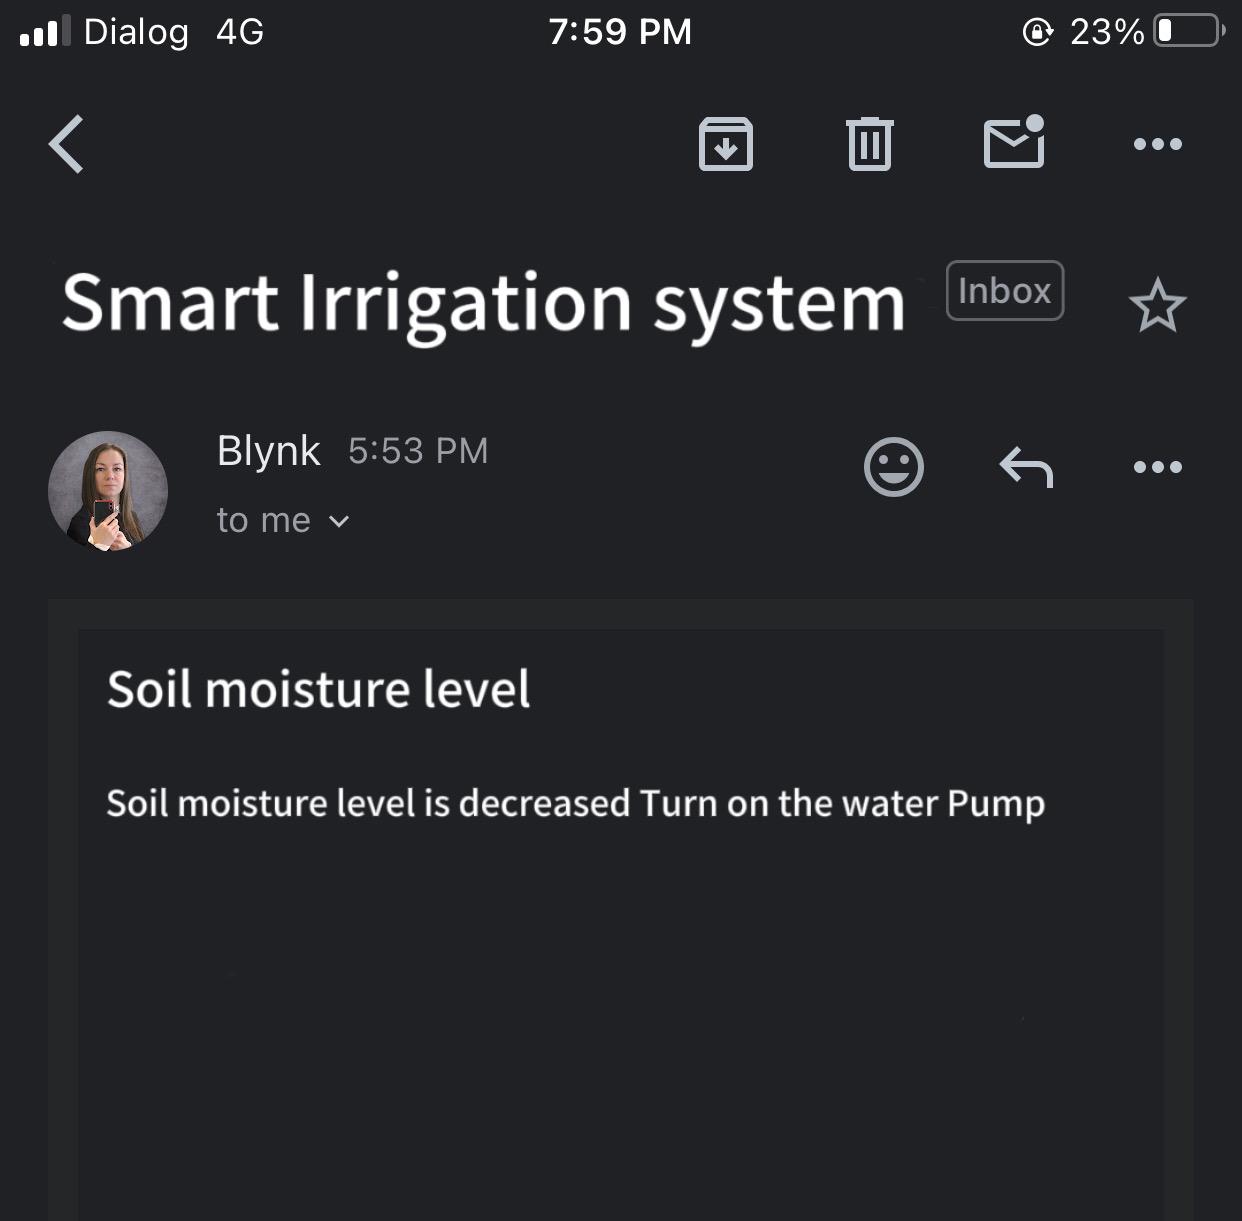 Dialog 4G 7:59 PM 23%
Smart Irrigation system Inbox
Blynk 5:53 PM
to me
Soil moisture level
Soil moisture level is decreased Turn on the water Pump